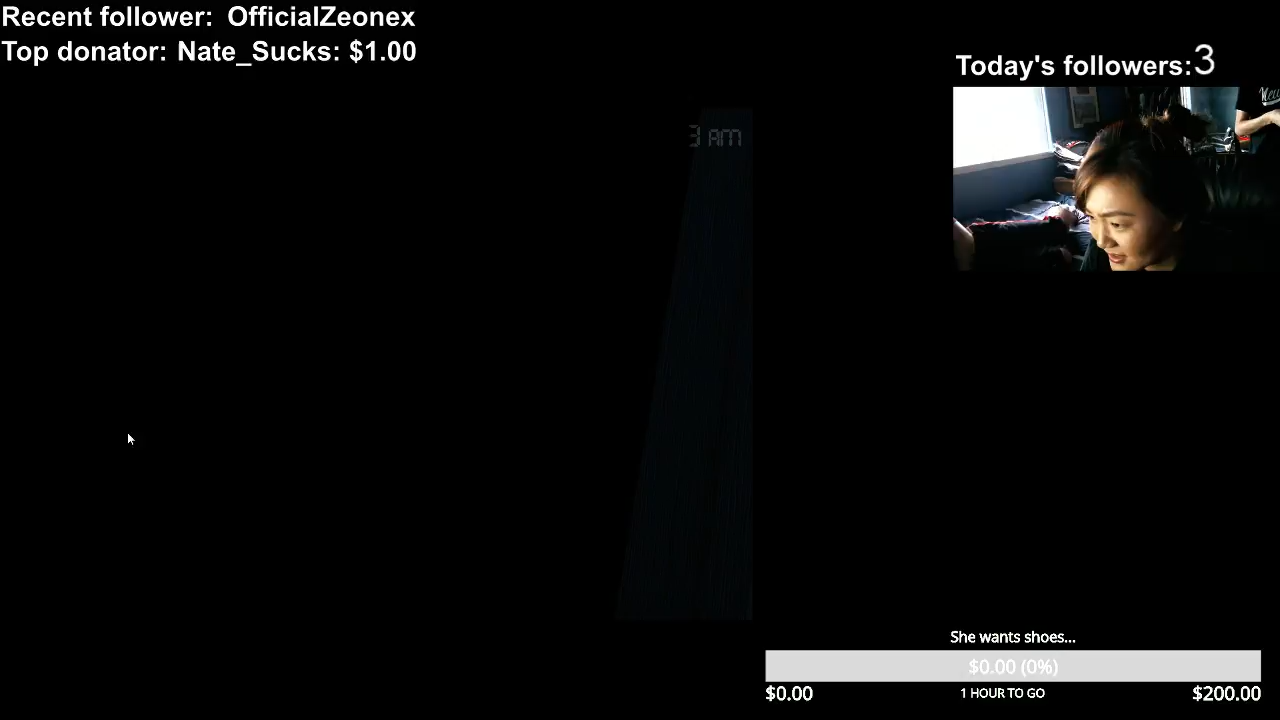 Recent follower: OfficialZeonex
Top donator: Nate_Sucks: $1.00
Today's followers:3
3 AM
She wants shoes...
$0.00 (0%)
$0.00 1 HOUR TO GO $200.00